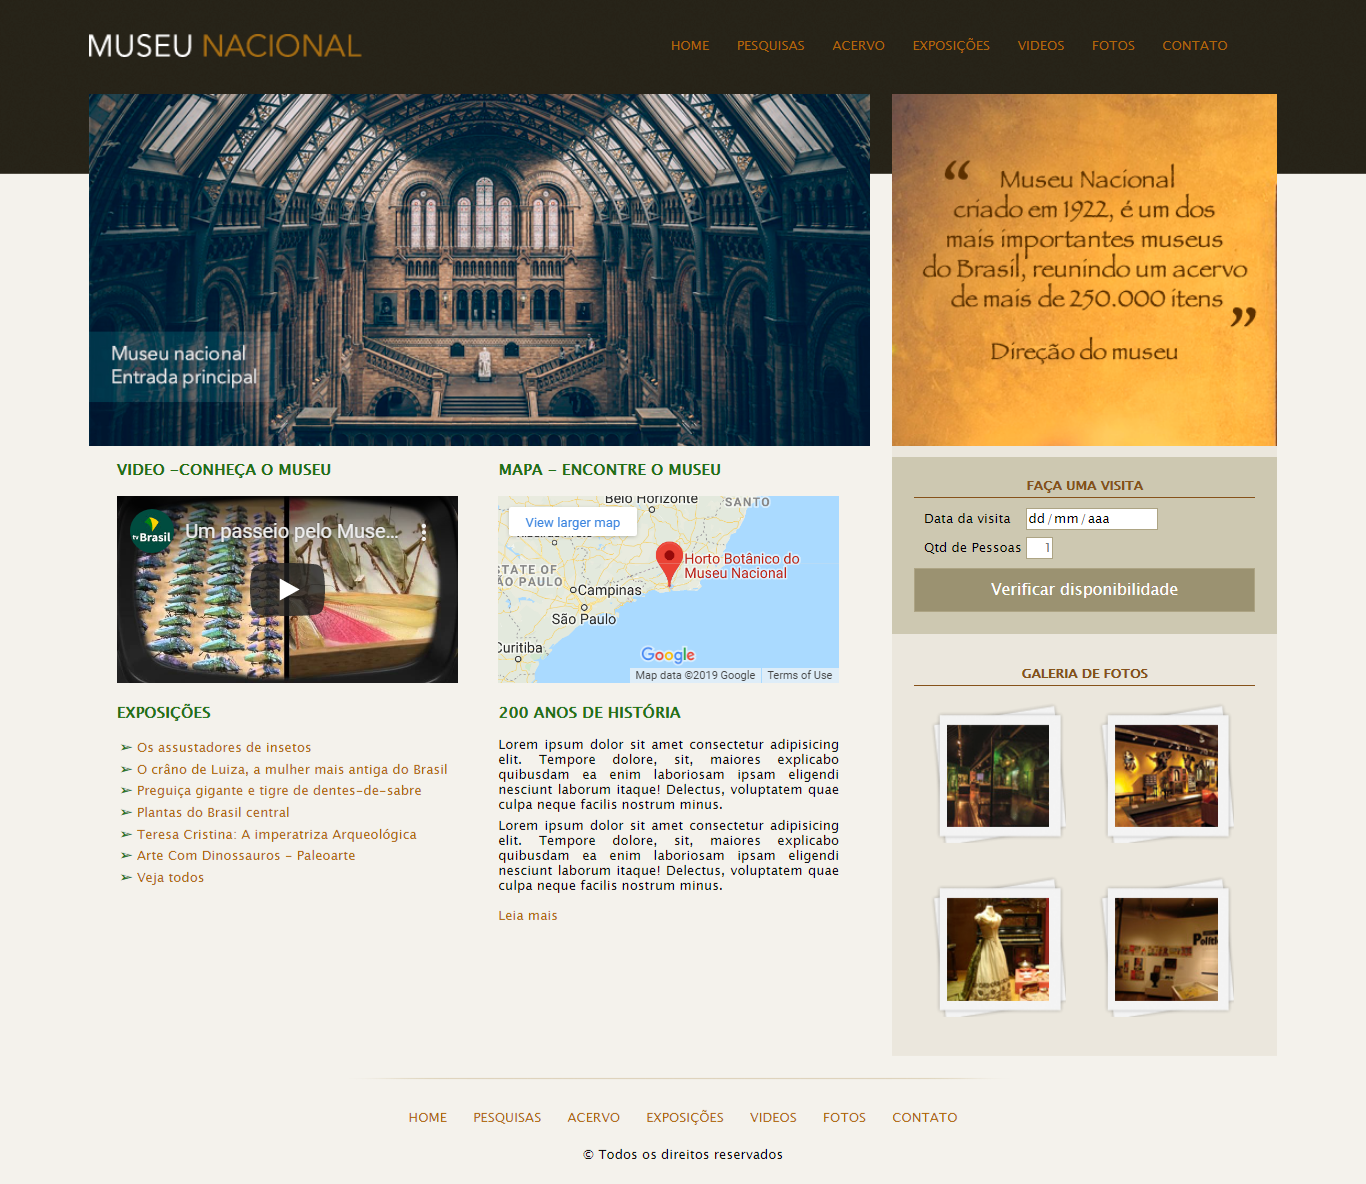 MUSEU NACIONAL
HOME PESQUISAS ACERVO EXPOSIÇÕES VIDEOS FOTOS CONTATO
Museu nacional
Entrada principal
“ Museu Nacional
criado em 1922, é um dos
mais importantes museus
do Brasil, reunindo um acervo
de mais de 250.000 itens ”
Direção do museu
VIDEO -CONHEÇA O MUSEU
tv Brasil
Um passeio pelo Muse...
MAPA - ENCONTRE O MUSEU
Belo Horizonte
SANTO
View larger map
Horto Botânico do
Museu Nacional
STATE OF
SÃO PAULO
Campinas
São Paulo
Curitiba
Google
Map data ©2019 Google Terms of Use
FAÇA UMA VISITA
Data da visita dd/mm/aaa
Qtd de Pessoas 1
Verificar disponibilidade
EXPOSIÇÕES
➢ Os assustadores de insetos
➢ O crâno de Luiza, a mulher mais antiga do Brasil
➢ Preguiça gigante e tigre de dentes-de-sabre
➢ Plantas do Brasil central
➢ Teresa Cristina: A imperatriza Arqueológica
➢ Arte Com Dinossauros - Paleoarte
➢ Veja todos
200 ANOS DE HISTÓRIA
Lorem ipsum dolor sit amet consectetur adipisicing
elit. Tempore dolore, sit, maiores explicabo
quibusdam ea enim laboriosam ipsam eligendi
nesciunt laborum itaque! Delectus, voluptatem quae
culpa neque facilis nostrum minus.
Lorem ipsum dolor sit amet consectetur adipisicing
elit. Tempore dolore, sit, maiores explicabo
quibusdam ea enim laboriosam ipsam eligendi
nesciunt laborum itaque! Delectus, voluptatem quae
culpa neque facilis nostrum minus.
Leia mais
GALERIA DE FOTOS
HOME PESQUISAS ACERVO EXPOSIÇÕES VIDEOS FOTOS CONTATO
© Todos os direitos reservados